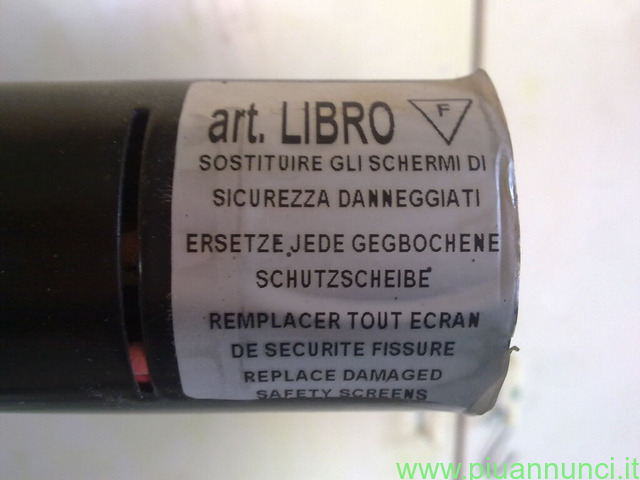 art. LIBRO F
SOSTITUIRE GLI SCHERMI DI
SICUREZZA DANNEGGIATI
ERSETZE JEDE GEGBOCHENE
SCHUTZSCHEIBE
REMPLACER TOUT ECRAN
DE SECURITE FISSURE
REPLACE DAMAGED
SAFETY SCREENS
www.piuannunci.it